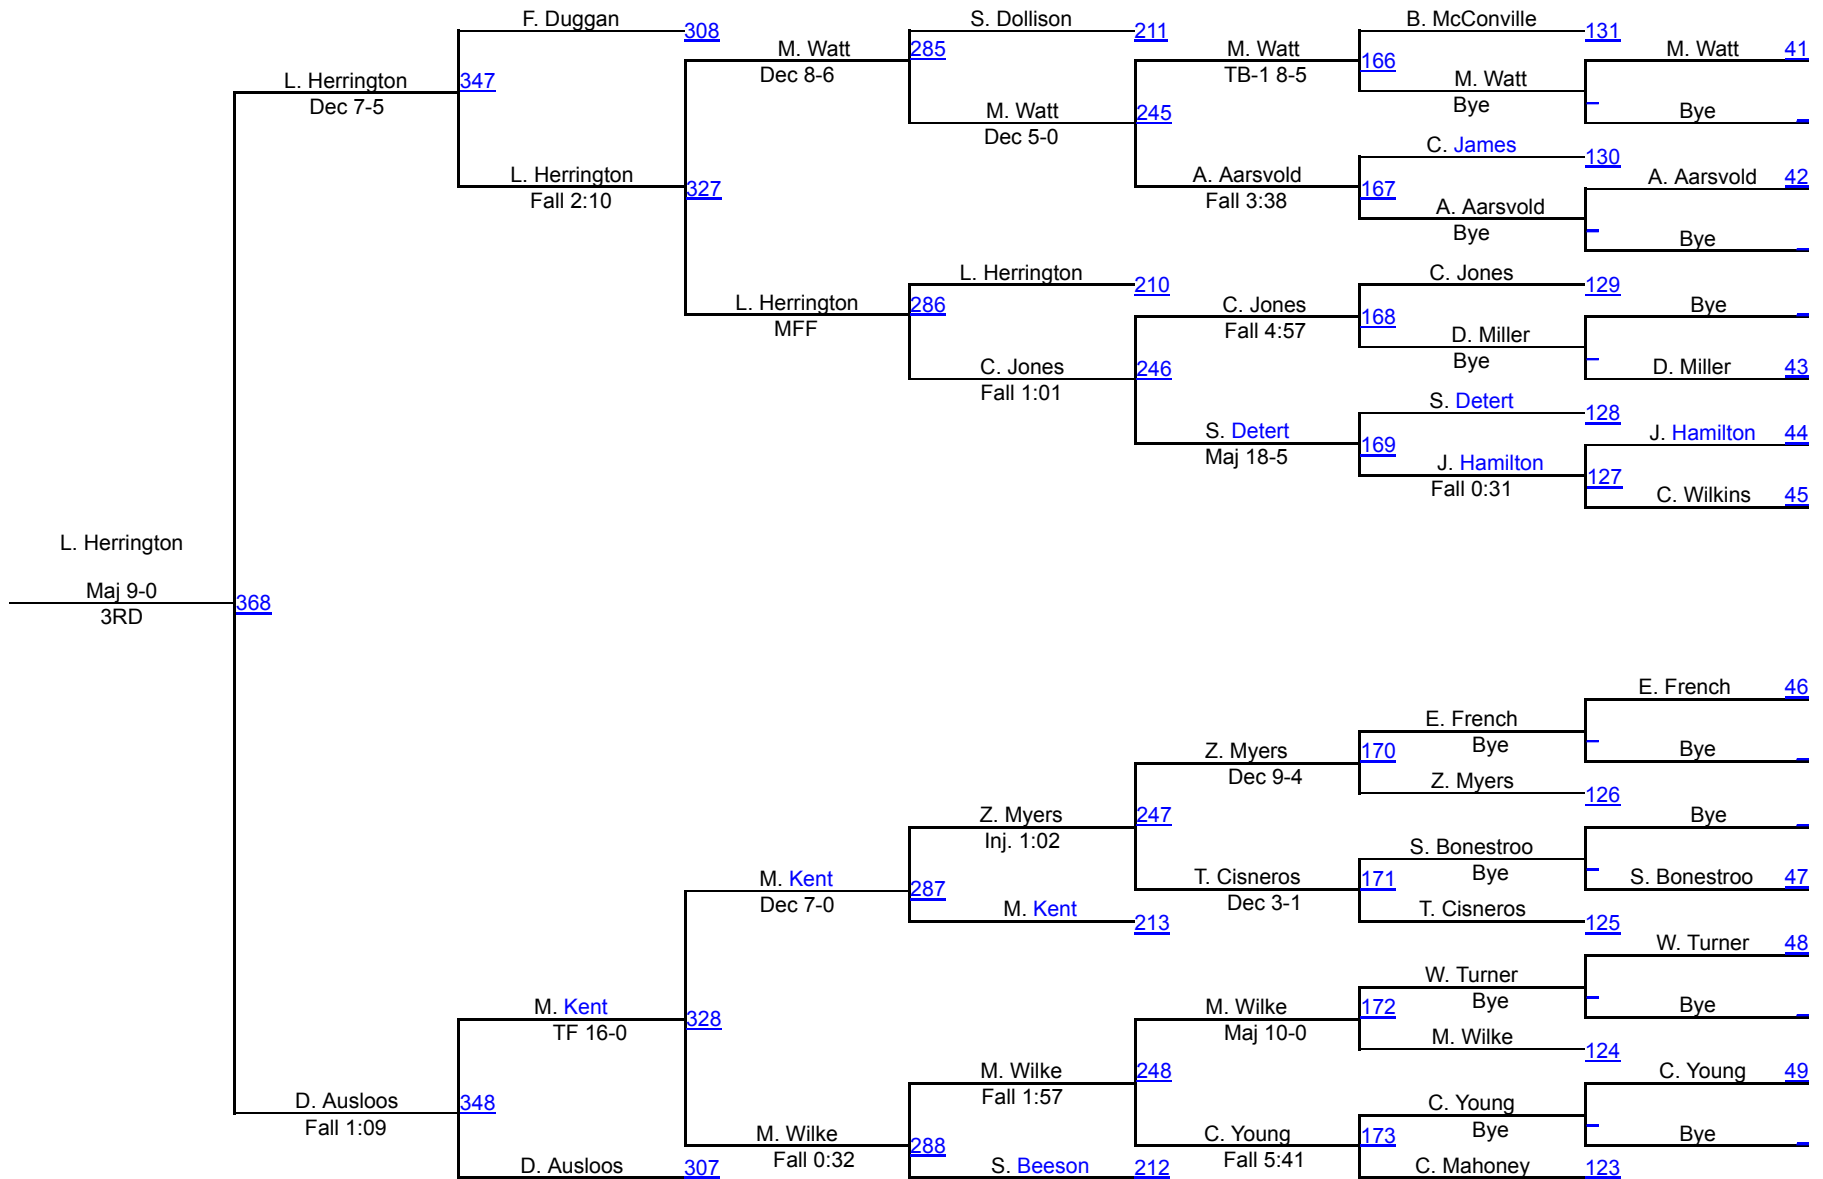 F. Duggan 308
S. Dollison 211
B. McConville 131
M. Watt 41
L. Herrington
Dec 7-5
347
M. Watt
Dec 8-6
285
M. Watt
TB-1 8-5
166
M. Watt
Bye
Bye
M. Watt
Dec 5-0
245
C. James 130
L. Herrington
Fall 2:10
327
A. Aarsvold
Fall 3:38
167
A. Aarsvold 42
A. Aarsvold
Bye
Bye
L. Herrington 210
C. Jones 129
L. Herrington
MFF
286
C. Jones
Fall 4:57
168
Bye
D. Miller
Bye
D. Miller 43
C. Jones
Fall 1:01
246
S. Detert 128
S. Detert
Maj 18-5
169
J. Hamilton 44
J. Hamilton
Fall 0:31
127
C. Wilkins 45
L. Herrington
Maj 9-0
3RD
368
E. French 46
E. French
Bye
Bye
Z. Myers
Dec 9-4
170
Z. Myers 126
Z. Myers
Inj. 1:02
247
Bye
S. Bonestroo
Bye
S. Bonestroo 47
M. Kent
Dec 7-0
287
T. Cisneros
Dec 3-1
171
M. Kent 213
T. Cisneros 125
W. Turner 48
W. Turner
Bye
Bye
M. Kent
TF 16-0
328
M. Wilke
Maj 10-0
172
M. Wilke 124
M. Wilke
Fall 1:57
248
C. Young 49
D. Ausloos
Fall 1:09
348
C. Young
Bye
Bye
M. Wilke
Fall 0:32
288
C. Young
Fall 5:41
173
D. Ausloos 307
S. Beeson 212
C. Mahoney 123